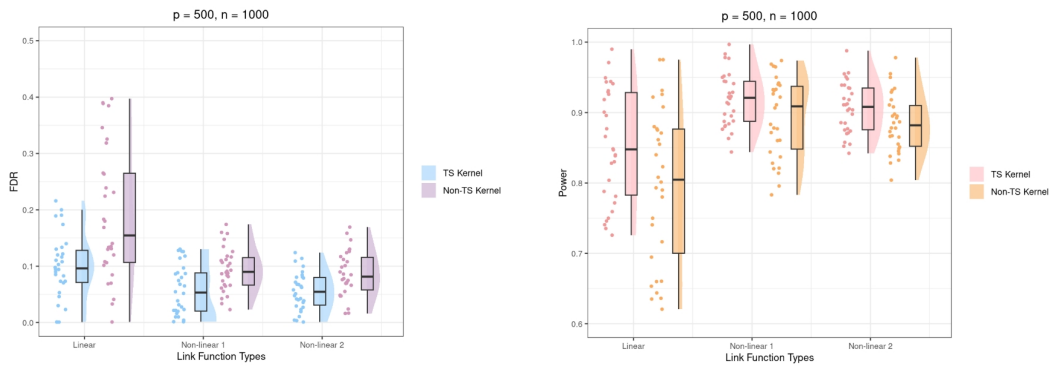 p = 500, n = 1000
0.5
0.4
0.3
0.2
0.1
0.0
FDR
Linear
Non-linear 1
Non-linear 2
Link Function Types
TS Kernel
Non-TS Kernel
p = 500, n = 1000
1.0
0.9
0.8
0.7
0.6
Power
Linear
Non-linear 1
Non-linear 2
Link Function Types
TS Kernel
Non-TS Kernel